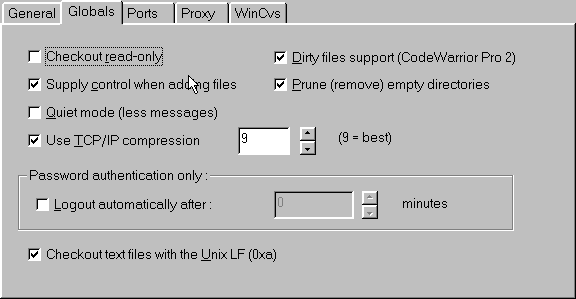 General Globals Ports Proxy WinCvs
Checkout read-only
Dirty files support (CodeWarrior Pro 2)
Supply control when adding files
Prune (remove) empty directories
Quiet mode (less messages)
Use TCP/IP compression 9 (9 = best)
Password authentication only :
Logout automatically after : 0 minutes
Checkout text files with the Unix LF (0xa)